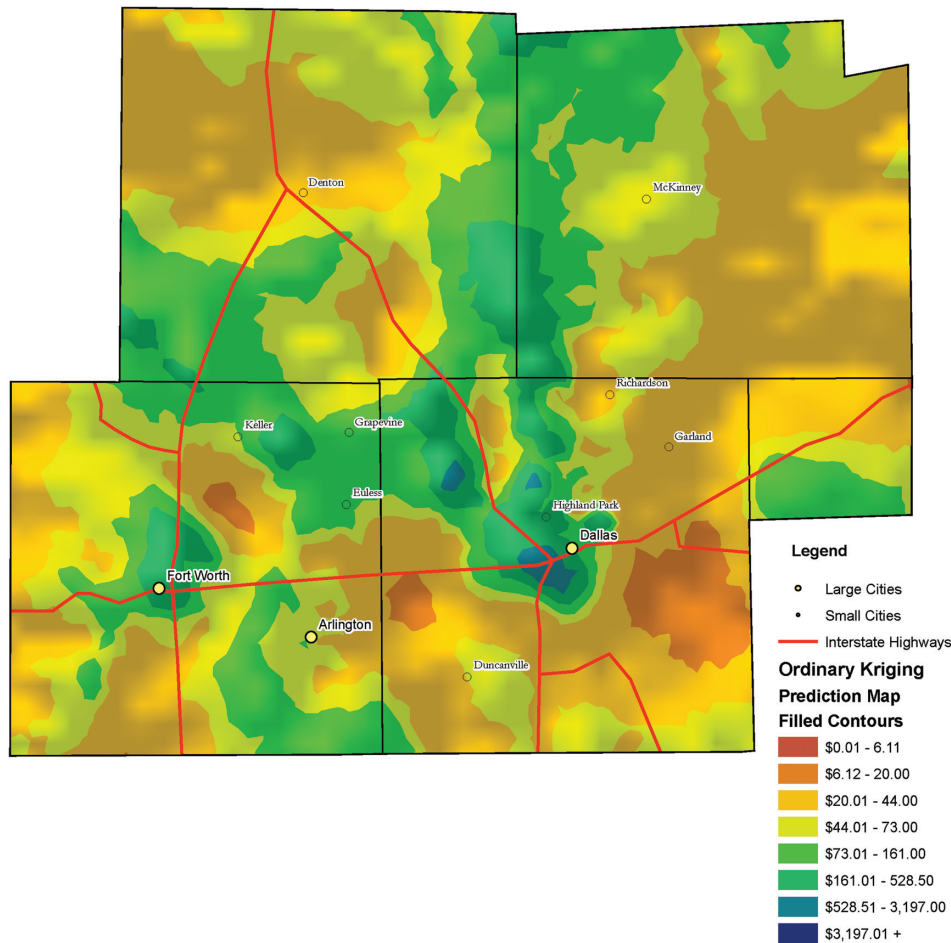 Denton
McKinney
Richardson
Keller
Grapevine
Garland
Euless
Highland Park
Dallas
Fort Worth
Arlington
Duncanville
Legend
Large Cities
Small Cities
Interstate Highways
Ordinary Kriging
Prediction Map
Filled Contours
$0.01 - 6.11
$6.12 - 20.00
$20.01 - 44.00
$44.01 - 73.00
$73.01 - 161.00
$161.01 - 528.50
$528.51 - 3,197.00
$3,197.01 +